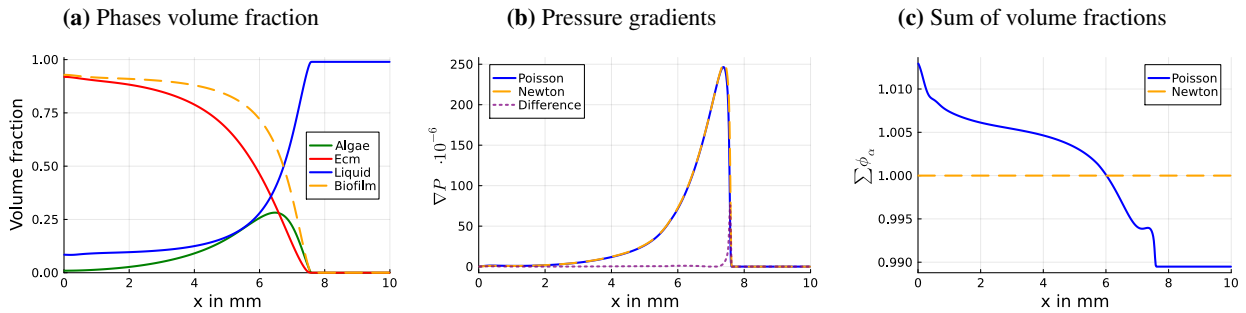 (a) Phases volume fraction
1.00
0.75
0.50
0.25
0.00
Volume fraction
Algae
Ecm
Liquid
Biofilm
0 2 4 6 8 10
x in mm
(b) Pressure gradients
250
200
150
100
50
0
∇P ·10⁻⁶
Poisson
Newton
Difference
0 2 4 6 8 10
x in mm
(c) Sum of volume fractions
1.010
1.005
1.000
0.995
0.990
∑ϕ_α
Poisson
Newton
0 2 4 6 8 10
x in mm